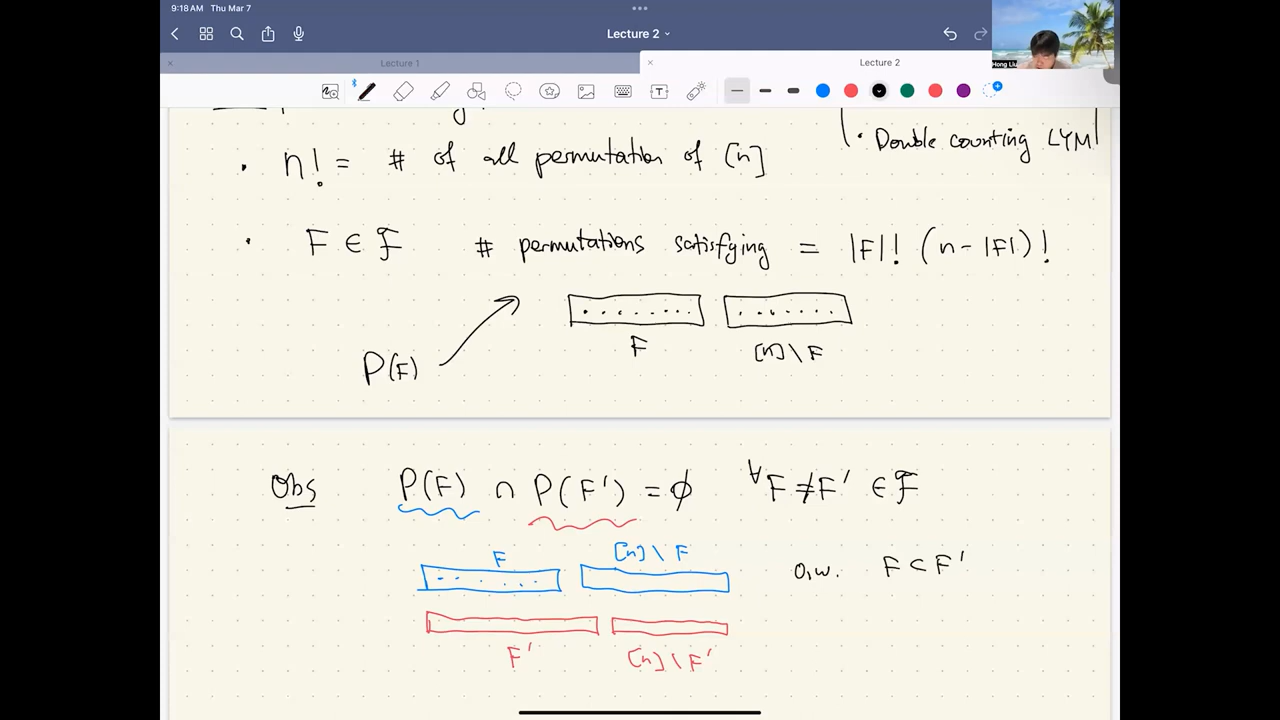 9:18 AM Thu Mar 7
Lecture 2
Lecture 1
Lecture 2
Hong Liu
• Double counting LYM
• n! = # of all permutation of [n]
• F ∈ ℱ # permutations satisfying = |F|! (n-|F|)!
F
[n]\F
P(F)
Obs P(F) ∩ P(F') = ϕ ∀F ≠ F' ∈ ℱ
F
[n]\F
o.w. F ⊂ F'
F'
[n]\F'